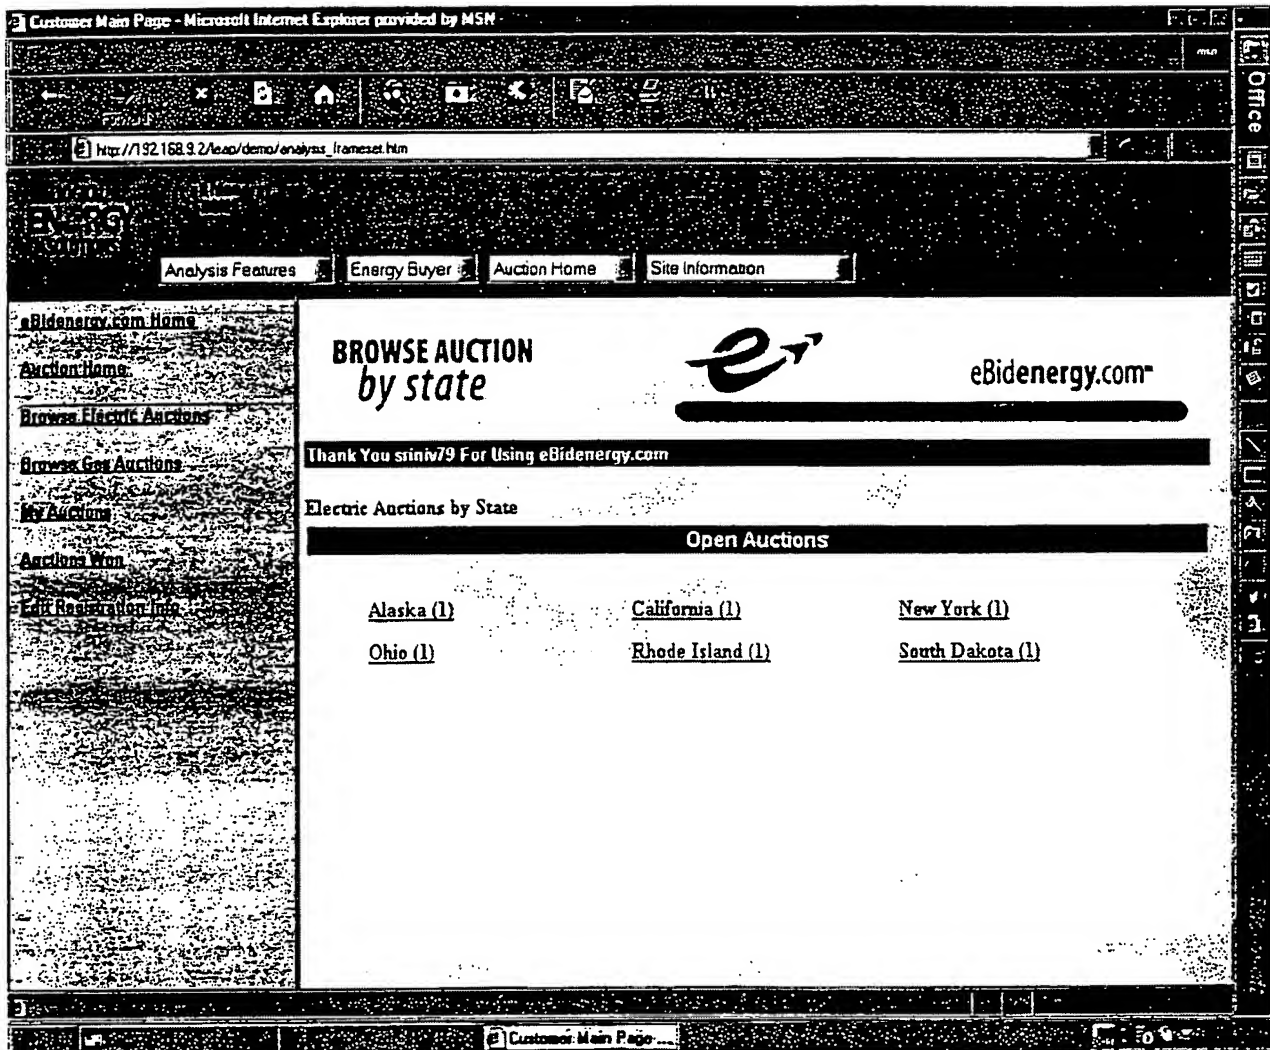 Customer Main Page - Microsoft Internet Explorer provided by MSN
msn
Office
http://192.168.9.2/leap/demo/analysis_frameset.htm
Analysis Features
Energy Buyer
Auction Home
Site Information
eBidenergy.com Home
Auction Home
Browse Electric Auctions
Browse Gas Auctions
My Auctions
Auctions Won
Edit Registration Info
BROWSE AUCTION
by state
eBidenergy.com
Thank You sriniv79 For Using eBidenergy.com
Electric Auctions by State
Open Auctions
Alaska (1) California (1) New York (1)
Ohio (1) Rhode Island (1) South Dakota (1)
Customer Main Page ...